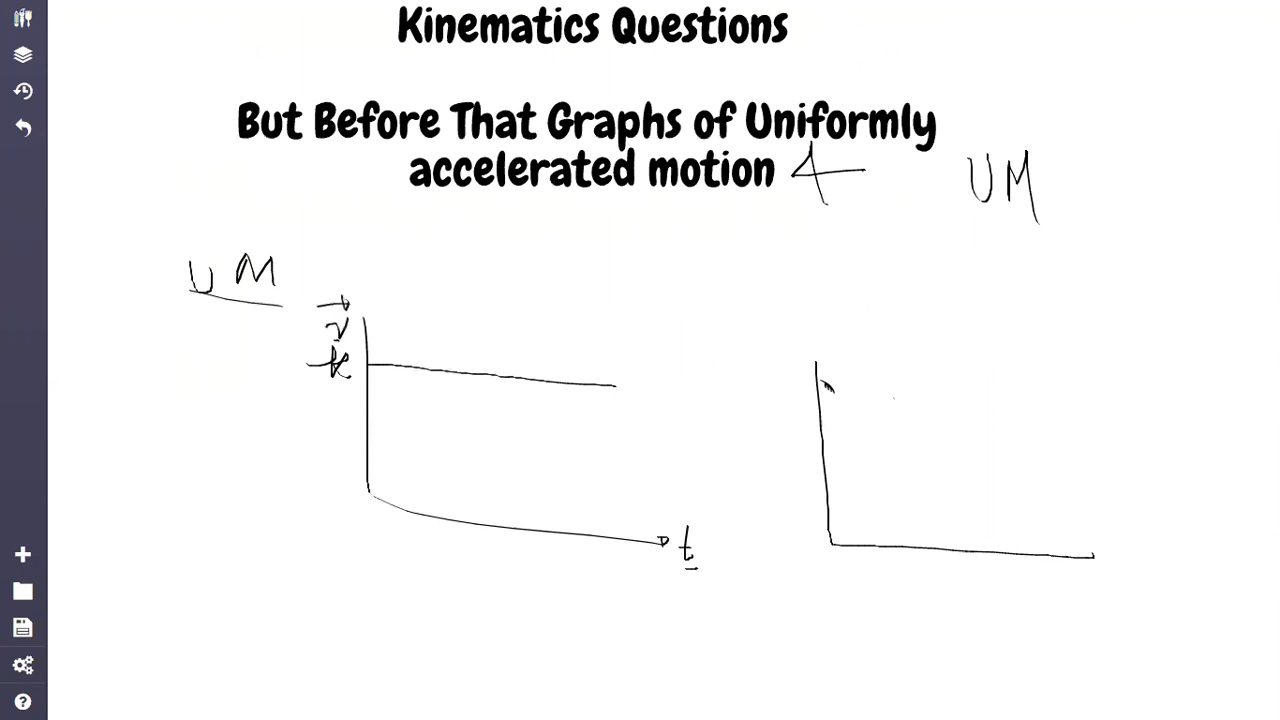 Kinematics Questions
But Before That Graphs of Uniformly
accelerated motion
UM
UM
v
t